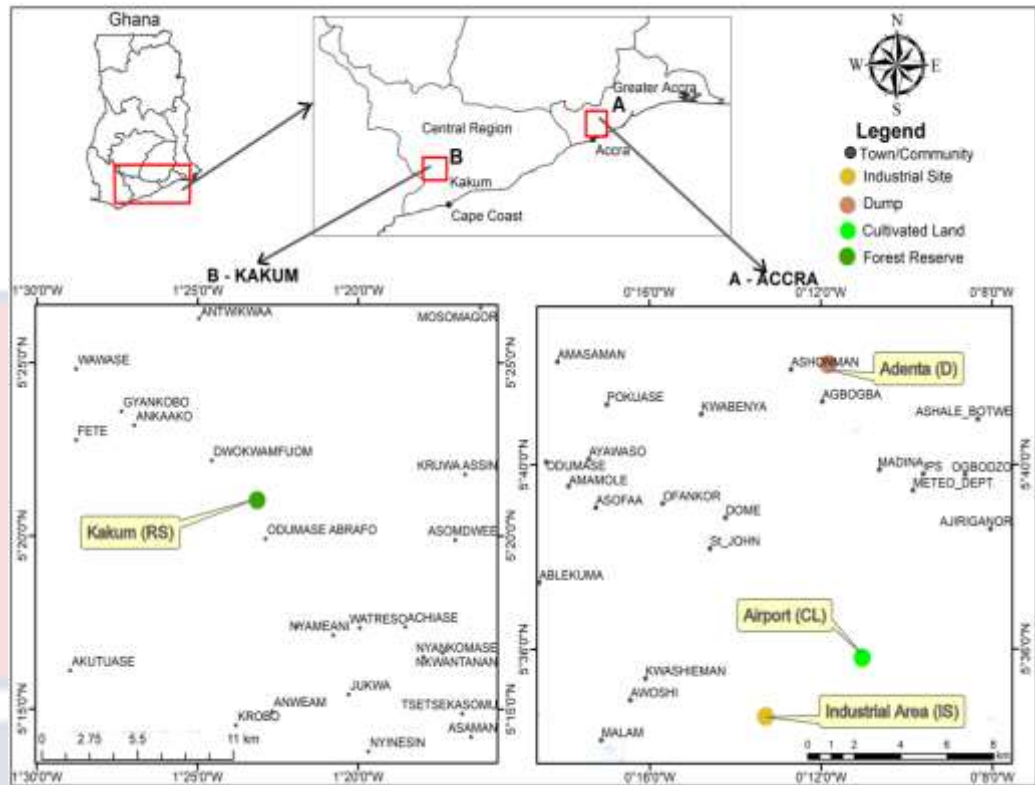 Ghana
Greater Accra
A
Central Region
B
Accra
Kakum
Cape Coast
N
W
E
S
Legend
Town/Community
Industrial Site
Dump
Cultivated Land
Forest Reserve
B - KAKUM
1°30'0"W
1°25'0"W
1°20'0"W
ANTWIKWAA
MOSOMAGOR
5°25'0"N
WAWASE
GYANKOBO
ANKAAKO
FETE
DWOKWAMFUOM
KRUWA ASSIN
Kakum (RS)
ODUMASE ABRAFO
ASOMDWEE
5°20'0"N
NYAMEANI
WATRESO
ACHIASE
NYANKOMASE
NKWANTANAN
AKUTUASE
JUKWA
ANWEAM
TSETSEKASOMU
5°15'0"N
KROBO
ASAMAN
NYINESIN
0
2.75
5.5
11 km
1°30'0"W
1°25'0"W
1°20'0"W
A - ACCRA
0°16'0"W
0°12'0"W
0°8'0"W
5°25'0"N
AMASAMAN
ASHONMAN
Adenta (D)
POKUASE
KWABENYA
AGBOGBA
ASHALE_BOTWE
AYAWASO
ODUMASE
5°40'0"N
MADINA
IPS
OGBODZO
AMAMOLE
METEO_DEPT
ASOFAA
OFANKOR
DOME
AJIRIGANOR
5°20'0"N
St_JOHN
ABLEKUMA
Airport (CL)
5°36'0"N
KWASHIEMAN
AWOSHI
Industrial Area (IS)
5°15'0"N
MALAM
0
1
2
4
6
8
km
0°16'0"W
0°12'0"W
0°8'0"W
5°40'0"N
5°36'0"N